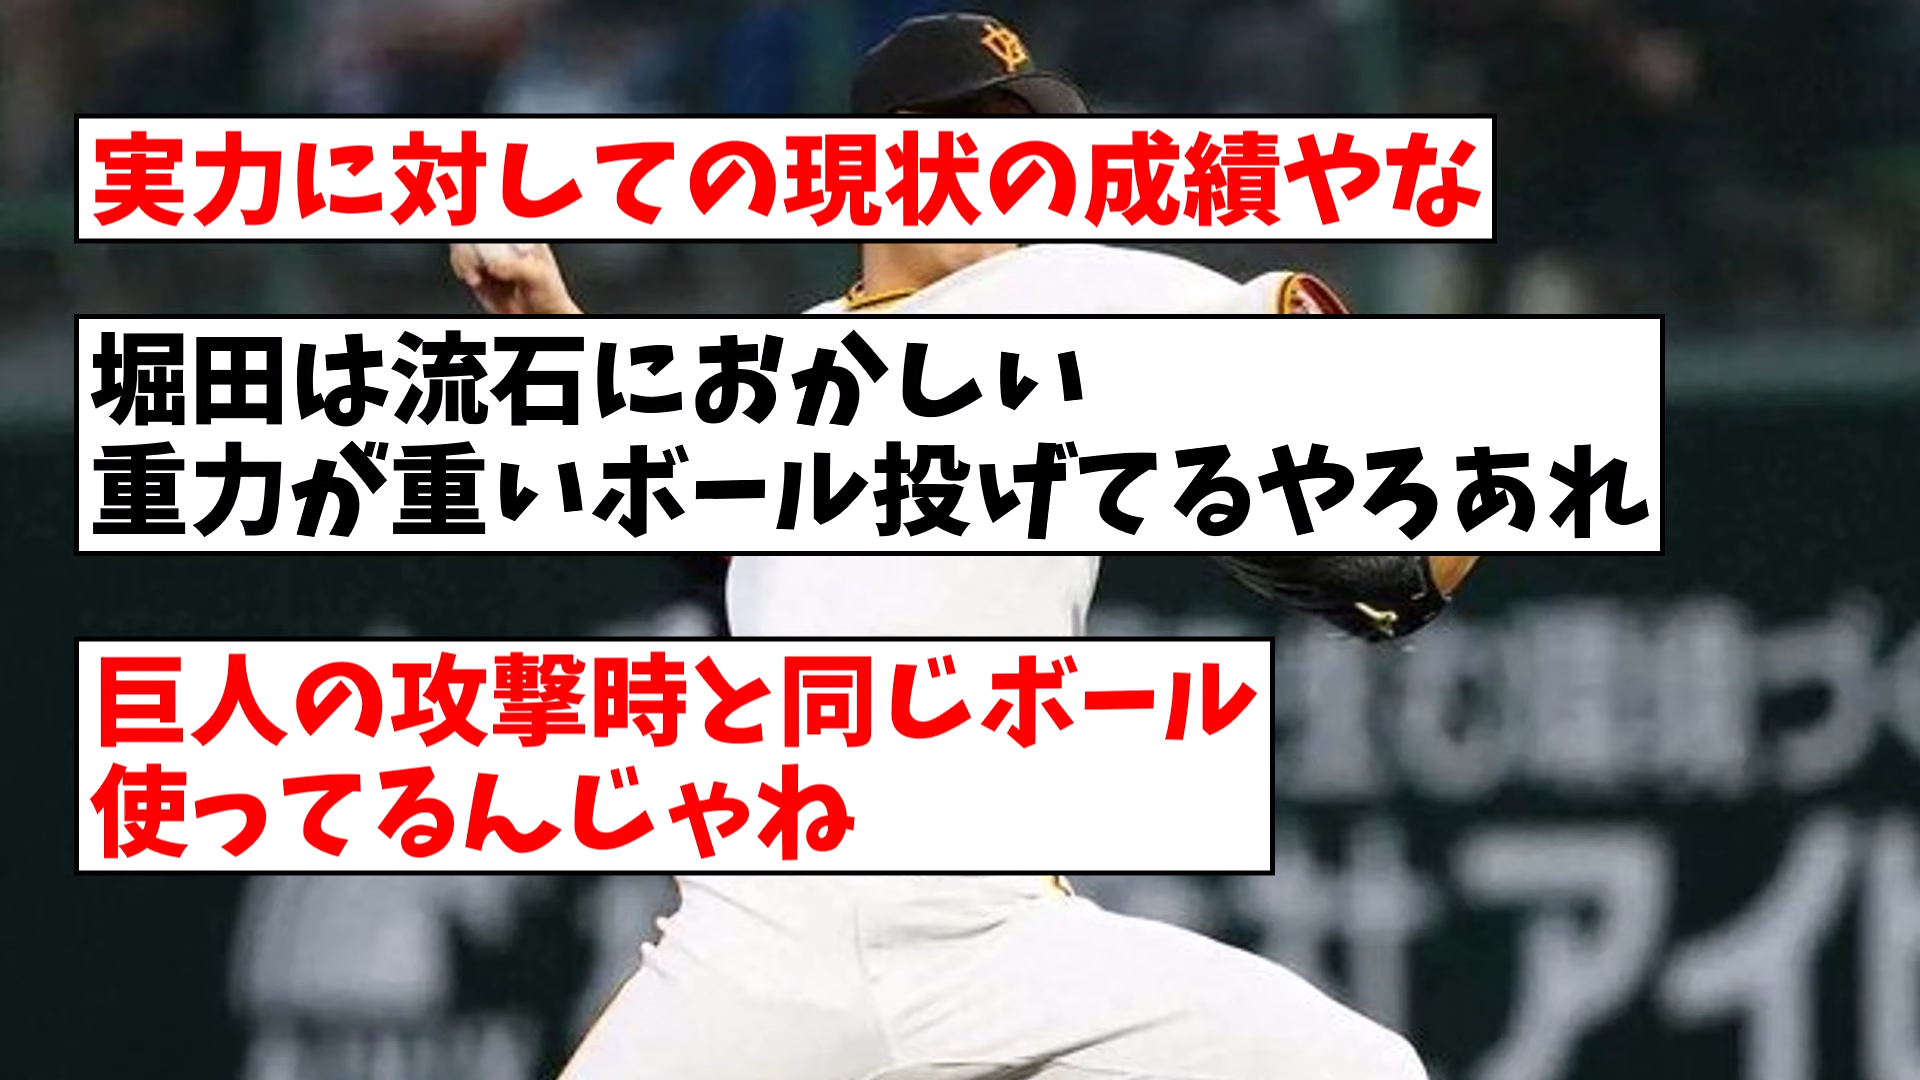 実力に対しての現状の成績やな
堀田は流石におかしい
重力が重いボール投げてるやろあれ
巨人の攻撃時と同じボール
使ってるんじゃね
アイ